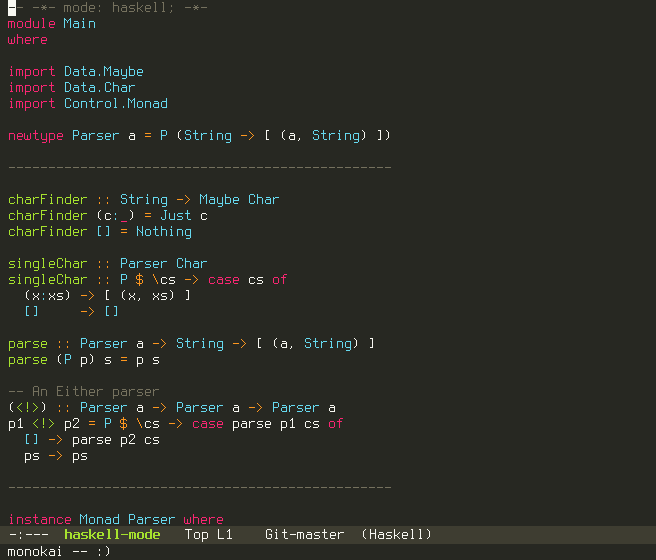 -- -*- mode: haskell; -*-
module Main
where

import Data.Maybe
import Data.Char
import Control.Monad

newtype Parser a = P (String -> [ (a, String) ])

------------------------------------------------

charFinder :: String -> Maybe Char
charFinder (c:_) = Just c
charFinder [] = Nothing

singleChar :: Parser Char
singleChar :: P $ \cs -> case cs of
  (x:xs) -> [ (x, xs) ]
  []     -> []

parse :: Parser a -> String -> [ (a, String) ]
parse (P p) s = p s

-- An Either parser
(<!>) :: Parser a -> Parser a -> Parser a
p1 <!> p2 = P $ \cs -> case parse p1 cs of
  [] -> parse p2 cs
  ps -> ps

------------------------------------------------

instance Monad Parser where
-:---  haskell-mode   Top L1    Git-master  (Haskell)
monokai -- :)